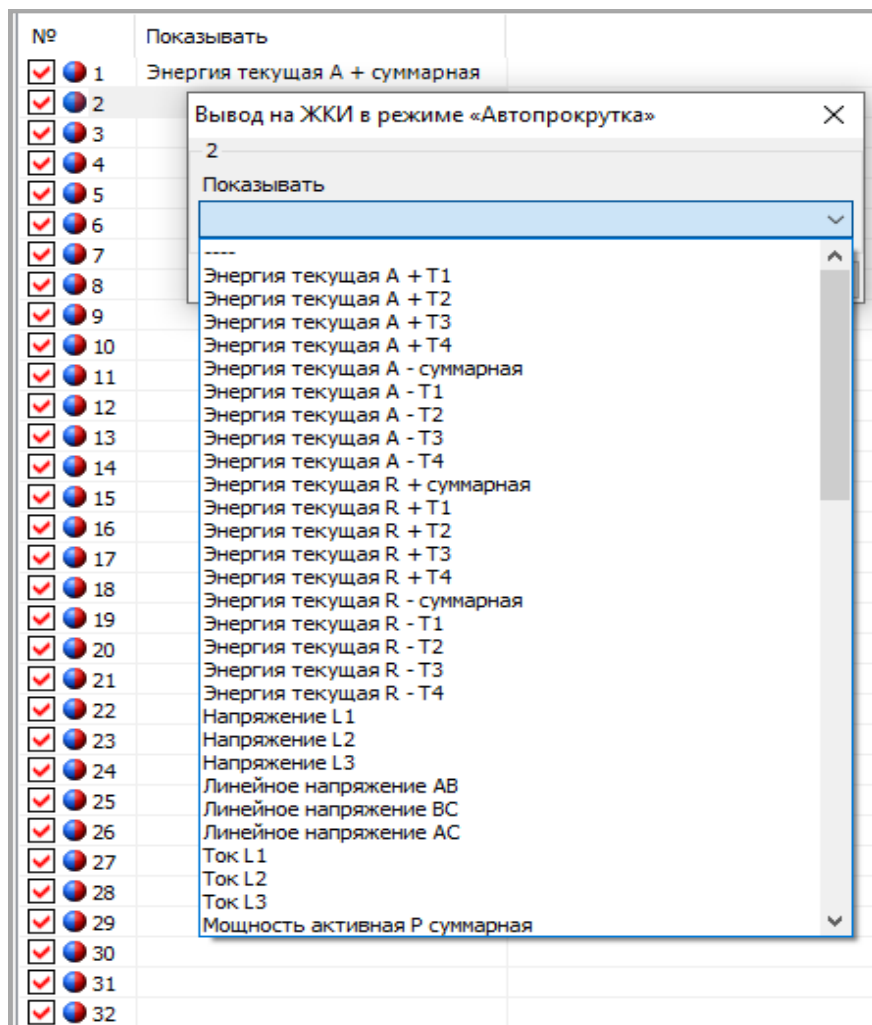 № Показывать
1 Энергия текущая A + суммарная
2
Вывод на ЖКИ в режиме «Автопрокрутка»
3
2
4
Показывать
5
6
7
----
Энергия текущая A + T1
8
Энергия текущая A + T2
9
Энергия текущая A + T3
10
Энергия текущая A + T4
11
Энергия текущая A - суммарная
Энергия текущая A - T1
12
Энергия текущая A - T2
13
Энергия текущая A - T3
14
Энергия текущая A - T4
15
Энергия текущая R + суммарная
Энергия текущая R + T1
16
Энергия текущая R + T2
17
Энергия текущая R + T3
18
Энергия текущая R + T4
19
Энергия текущая R - суммарная
Энергия текущая R - T1
20
Энергия текущая R - T2
21
Энергия текущая R - T3
Энергия текущая R - T4
22
Напряжение L1
23
Напряжение L2
24
Напряжение L3
Линейное напряжение AB
25
Линейное напряжение BC
26
Линейное напряжение AC
27
Ток L1
28
Ток L2
Ток L3
29
Мощность активная P суммарная
30
31
32